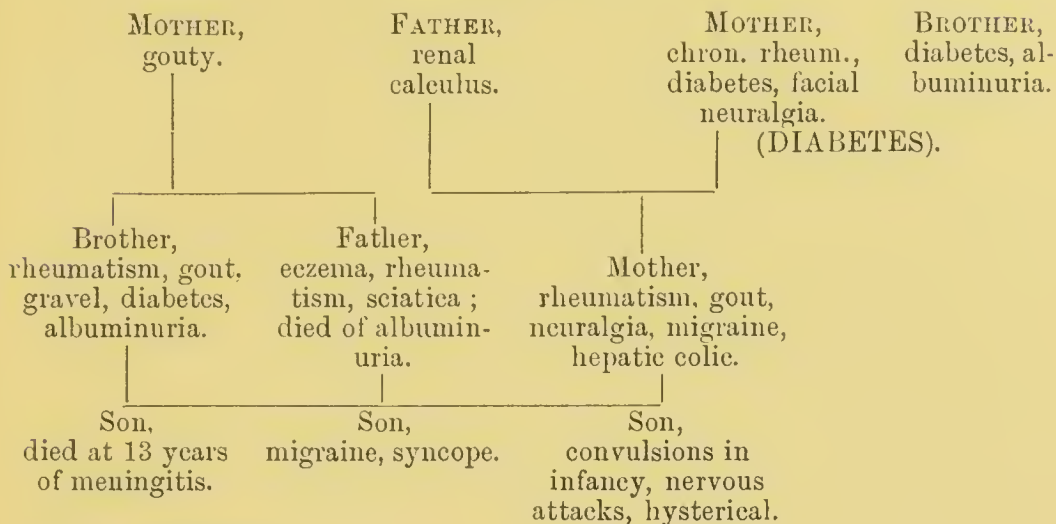 MOTHER,
gouty.
FATHER,
renal
calculus.
MOTHER,
chron. rheum.,
diabetes, facial
neuralgia.
(DIABETES).
BROTHER,
diabetes, al-
buminuria.
Brother,
rheumatism, gout,
gravel, diabetes,
albuminuria.
Father,
eczema, rheuma-
tism, sciatica ;
died of albumin-
uria.
Mother,
rheumatism, gout,
neuralgia, migraine,
hepatic colic.
Son,
died at 13 years
of meningitis.
Son,
migraine, syncope.
Son,
convulsions in
infancy, nervous
attacks, hysterical.